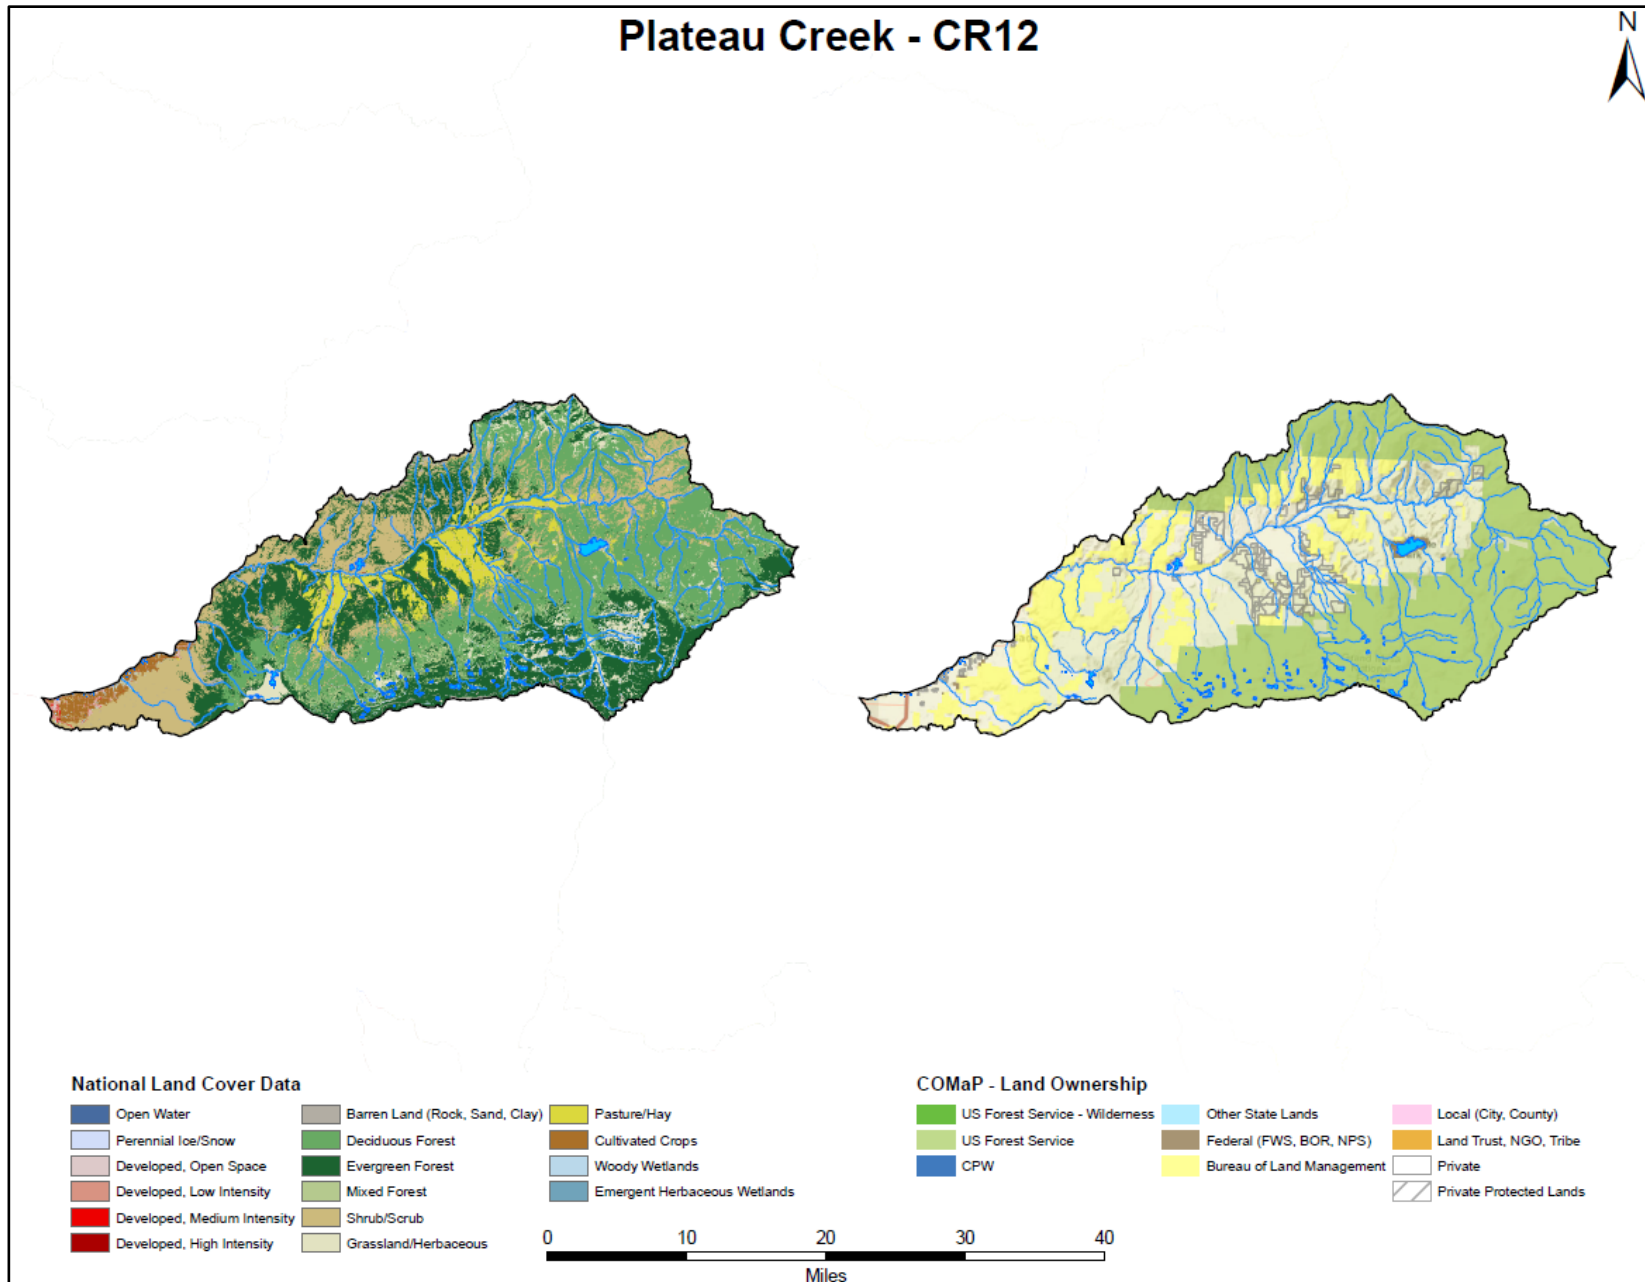 Plateau Creek - CR12
N
National Land Cover Data
Open Water
Perennial Ice/Snow
Developed, Open Space
Developed, Low Intensity
Developed, Medium Intensity
Developed, High Intensity
Barren Land (Rock, Sand, Clay)
Deciduous Forest
Evergreen Forest
Mixed Forest
Shrub/Scrub
Grassland/Herbaceous
Pasture/Hay
Cultivated Crops
Woody Wetlands
Emergent Herbaceous Wetlands
COMaP - Land Ownership
US Forest Service - Wilderness
US Forest Service
CPW
Other State Lands
Federal (FWS, BOR, NPS)
Bureau of Land Management
Local (City, County)
Land Trust, NGO, Tribe
Private
Private Protected Lands
0 10 20 30 40
Miles